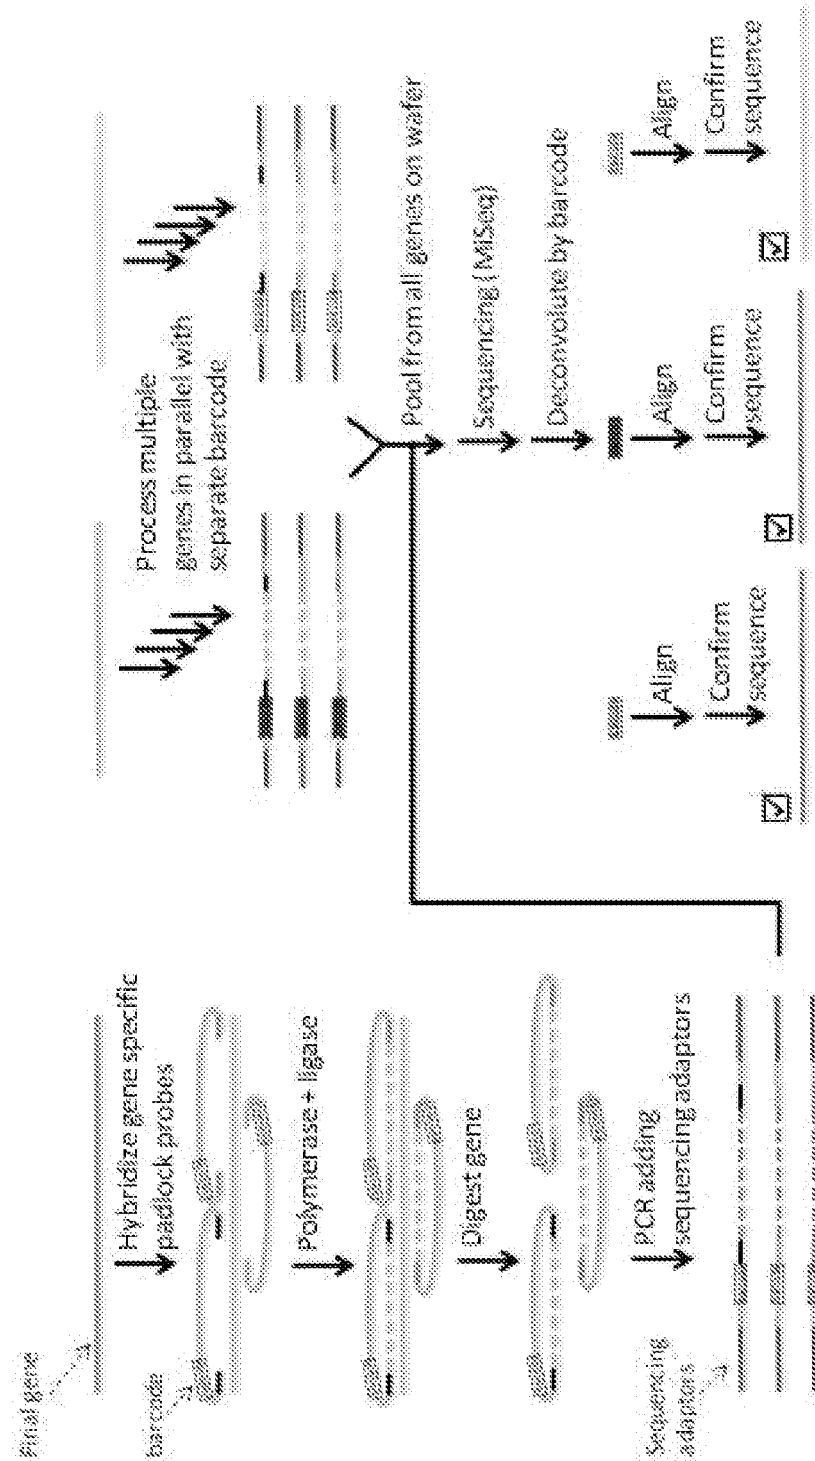 Final gene
Hybridize gene specific
padlock probes
barcode
Polymerase + ligase
Digest gene
PCR adding
sequencing adaptors
Sequencing
adaptors
Process multiple
genes in parallel with
separate barcode
Pool from all genes on wafer
Sequencing (MiSeq)
Deconvolute by barcode
Align
Confirm
sequence
Align
Confirm
sequence
Align
Confirm
sequence